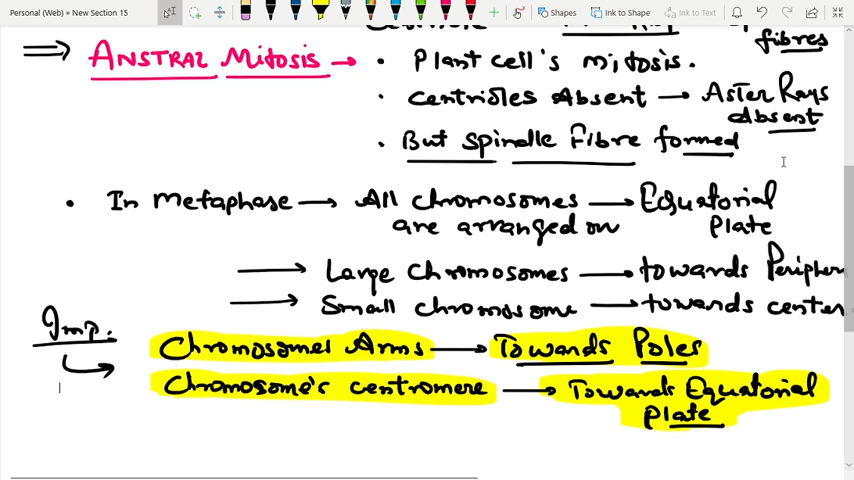 Personal (Web) » New Section 15
Shapes
Ink to Shape
Ink to Text
fibres
ANSTRAL Mitosis → • Plant cell's mitosis.
• Centrioles Absent → Aster Rays
Absent
• But Spindle Fibre formed
• In Metaphase → All chromosomes → Equatorial
are arranged on Plate
→ Large Chromosomes → towards Peripher
→ Small chromosome → towards center
Imp.
Chromosomes Arms → Towards Poles
Chromosome's centromere → Towards Equatorial
Plate